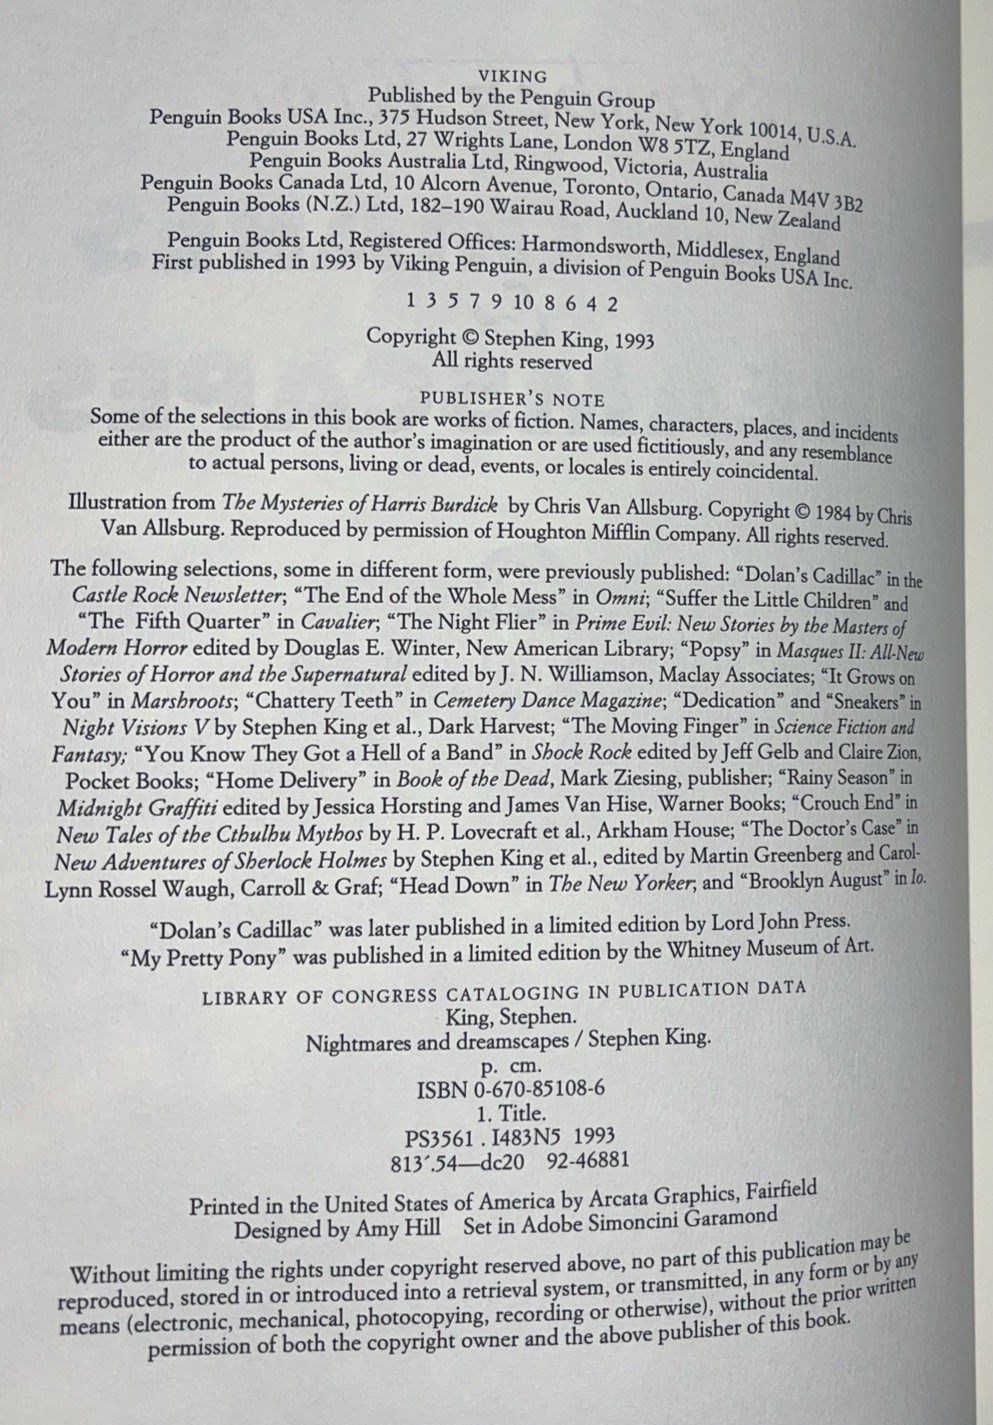 VIKING
Published by the Penguin Group
Penguin Books USA Inc., 375 Hudson Street, New York, New York 10014, U.S.A.
Penguin Books Ltd, 27 Wrights Lane, London W8 5TZ, England
Penguin Books Australia Ltd, Ringwood, Victoria, Australia
Penguin Books Canada Ltd, 10 Alcorn Avenue, Toronto, Ontario, Canada M4V 3B2
Penguin Books (N.Z.) Ltd, 182–190 Wairau Road, Auckland 10, New Zealand
Penguin Books Ltd, Registered Offices: Harmondsworth, Middlesex, England
First published in 1993 by Viking Penguin, a division of Penguin Books USA Inc.
1 3 5 7 9 10 8 6 4 2
Copyright © Stephen King, 1993
All rights reserved
PUBLISHER'S NOTE
Some of the selections in this book are works of fiction. Names, characters, places, and incidents
either are the product of the author's imagination or are used fictitiously, and any resemblance
to actual persons, living or dead, events, or locales is entirely coincidental.
Illustration from The Mysteries of Harris Burdick by Chris Van Allsburg. Copyright © 1984 by Chris
Van Allsburg. Reproduced by permission of Houghton Mifflin Company. All rights reserved.
The following selections, some in different form, were previously published: “Dolan's Cadillac” in the
Castle Rock Newsletter; “The End of the Whole Mess” in Omni; “Suffer the Little Children” and
“The Fifth Quarter” in Cavalier; “The Night Flier” in Prime Evil: New Stories by the Masters of
Modern Horror edited by Douglas E. Winter, New American Library; “Popsy” in Masques II: All-New
Stories of Horror and the Supernatural edited by J. N. Williamson, Maclay Associates; “It Grows on
You” in Marshroots; “Chattery Teeth” in Cemetery Dance Magazine; “Dedication” and “Sneakers” in
Night Visions V by Stephen King et al., Dark Harvest; “The Moving Finger” in Science Fiction and
Fantasy; “You Know They Got a Hell of a Band” in Shock Rock edited by Jeff Gelb and Claire Zion,
Pocket Books; “Home Delivery” in Book of the Dead, Mark Ziesing, publisher; “Rainy Season” in
Midnight Graffiti edited by Jessica Horsting and James Van Hise, Warner Books; “Crouch End” in
New Tales of the Cthulhu Mythos by H. P. Lovecraft et al., Arkham House; “The Doctor's Case” in
New Adventures of Sherlock Holmes by Stephen King et al., edited by Martin Greenberg and Carol-
Lynn Rossel Waugh, Carroll & Graf; “Head Down” in The New Yorker; and “Brooklyn August” in Io.
“Dolan's Cadillac” was later published in a limited edition by Lord John Press.
“My Pretty Pony” was published in a limited edition by the Whitney Museum of Art.
LIBRARY OF CONGRESS CATALOGING IN PUBLICATION DATA
King, Stephen.
Nightmares and dreamscapes / Stephen King.
p. cm.
ISBN 0-670-85108-6
1. Title.
PS3561 . I483N5 1993
813´.54—dc20 92-46881
Printed in the United States of America by Arcata Graphics, Fairfield
Designed by Amy Hill Set in Adobe Simoncini Garamond
Without limiting the rights under copyright reserved above, no part of this publication may be
reproduced, stored in or introduced into a retrieval system, or transmitted, in any form or by any
means (electronic, mechanical, photocopying, recording or otherwise), without the prior written
permission of both the copyright owner and the above publisher of this book.